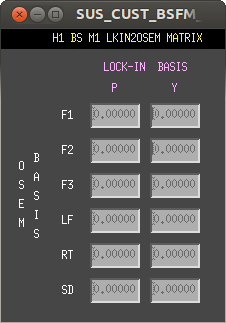 SUS_CUST_BSFM_
H1 BS M1 LKIN2OSEM MATRIX
LOCK-IN BASIS
P Y
F1 0.00000 0.00000
F2 0.00000 0.00000
F3 0.00000 0.00000
LF 0.00000 0.00000
RT 0.00000 0.00000
SD 0.00000 0.00000
OSEM
BASIS